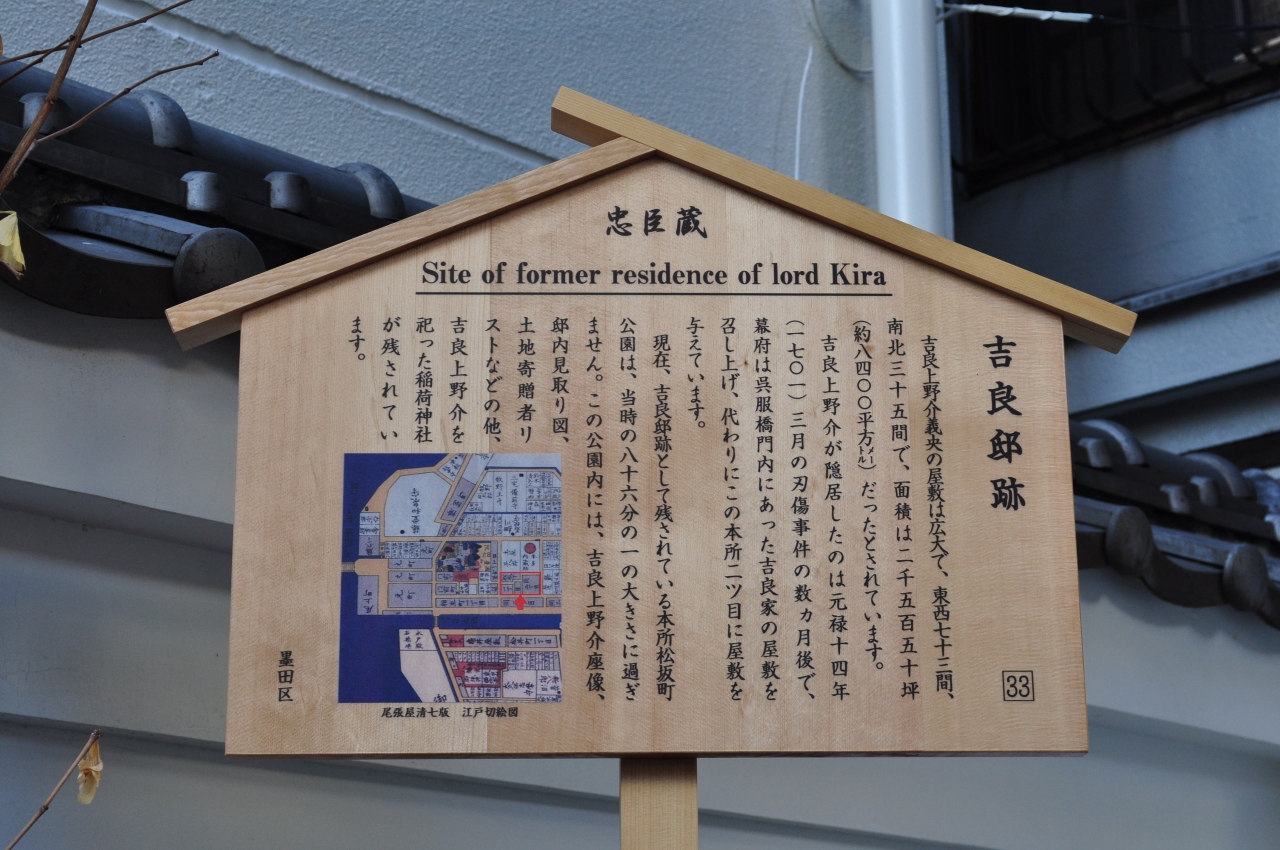 忠臣蔵
Site of former residence of lord Kira
吉良邸跡
吉良上野介義央の屋敷は広大で、東西七十三間、
南北三十五間で、面積は二千五百五十坪
(約八四〇〇平方メートル)だったとされています。
吉良上野介が隠居したのは元禄十四年
(一七〇一)三月の刃傷事件の数ヵ月後で、
幕府は呉服橋門内にあった吉良家の屋敷を
召し上げ、代わりにこの本所二ツ目に屋敷を
与えています。
現在、吉良邸跡として残されている本所松坂町
公園は、当時の八十六分の一の大きさに過ぎ
ません。この公園内には、吉良上野介座像、
邸内見取り図、
土地寄贈者リ
ストなどの他、
吉良上野介を
祀った稲荷神社
が残されてい
ます。
尾張屋清七版 江戸切絵図
墨田区
33